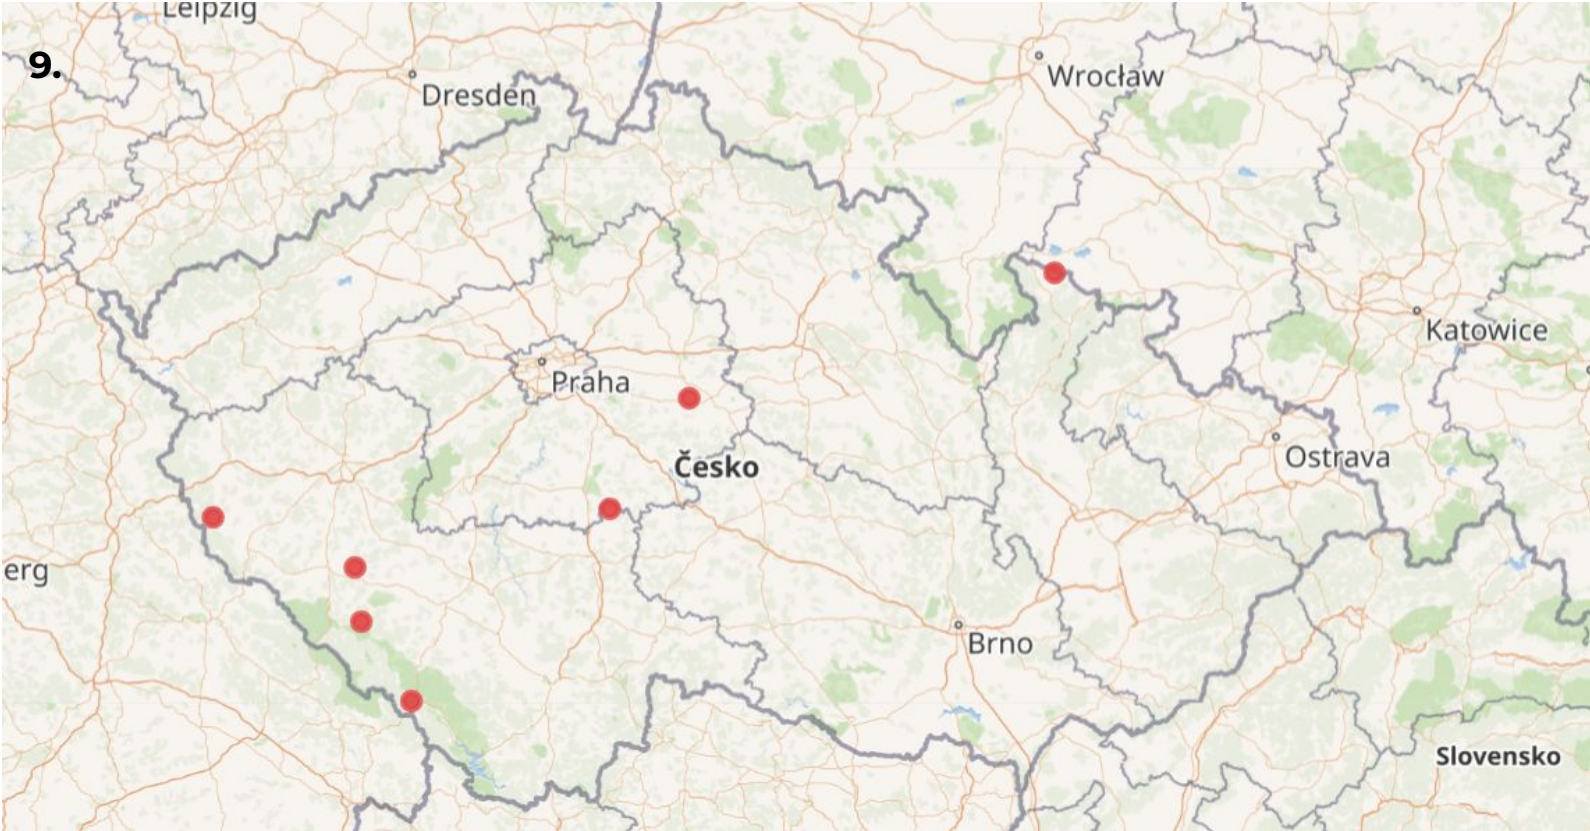 Leipzig
9.
Wrocław
Dresden
Katowice
Praha
Ostrava
Česko
erg
Brno
Slovensko